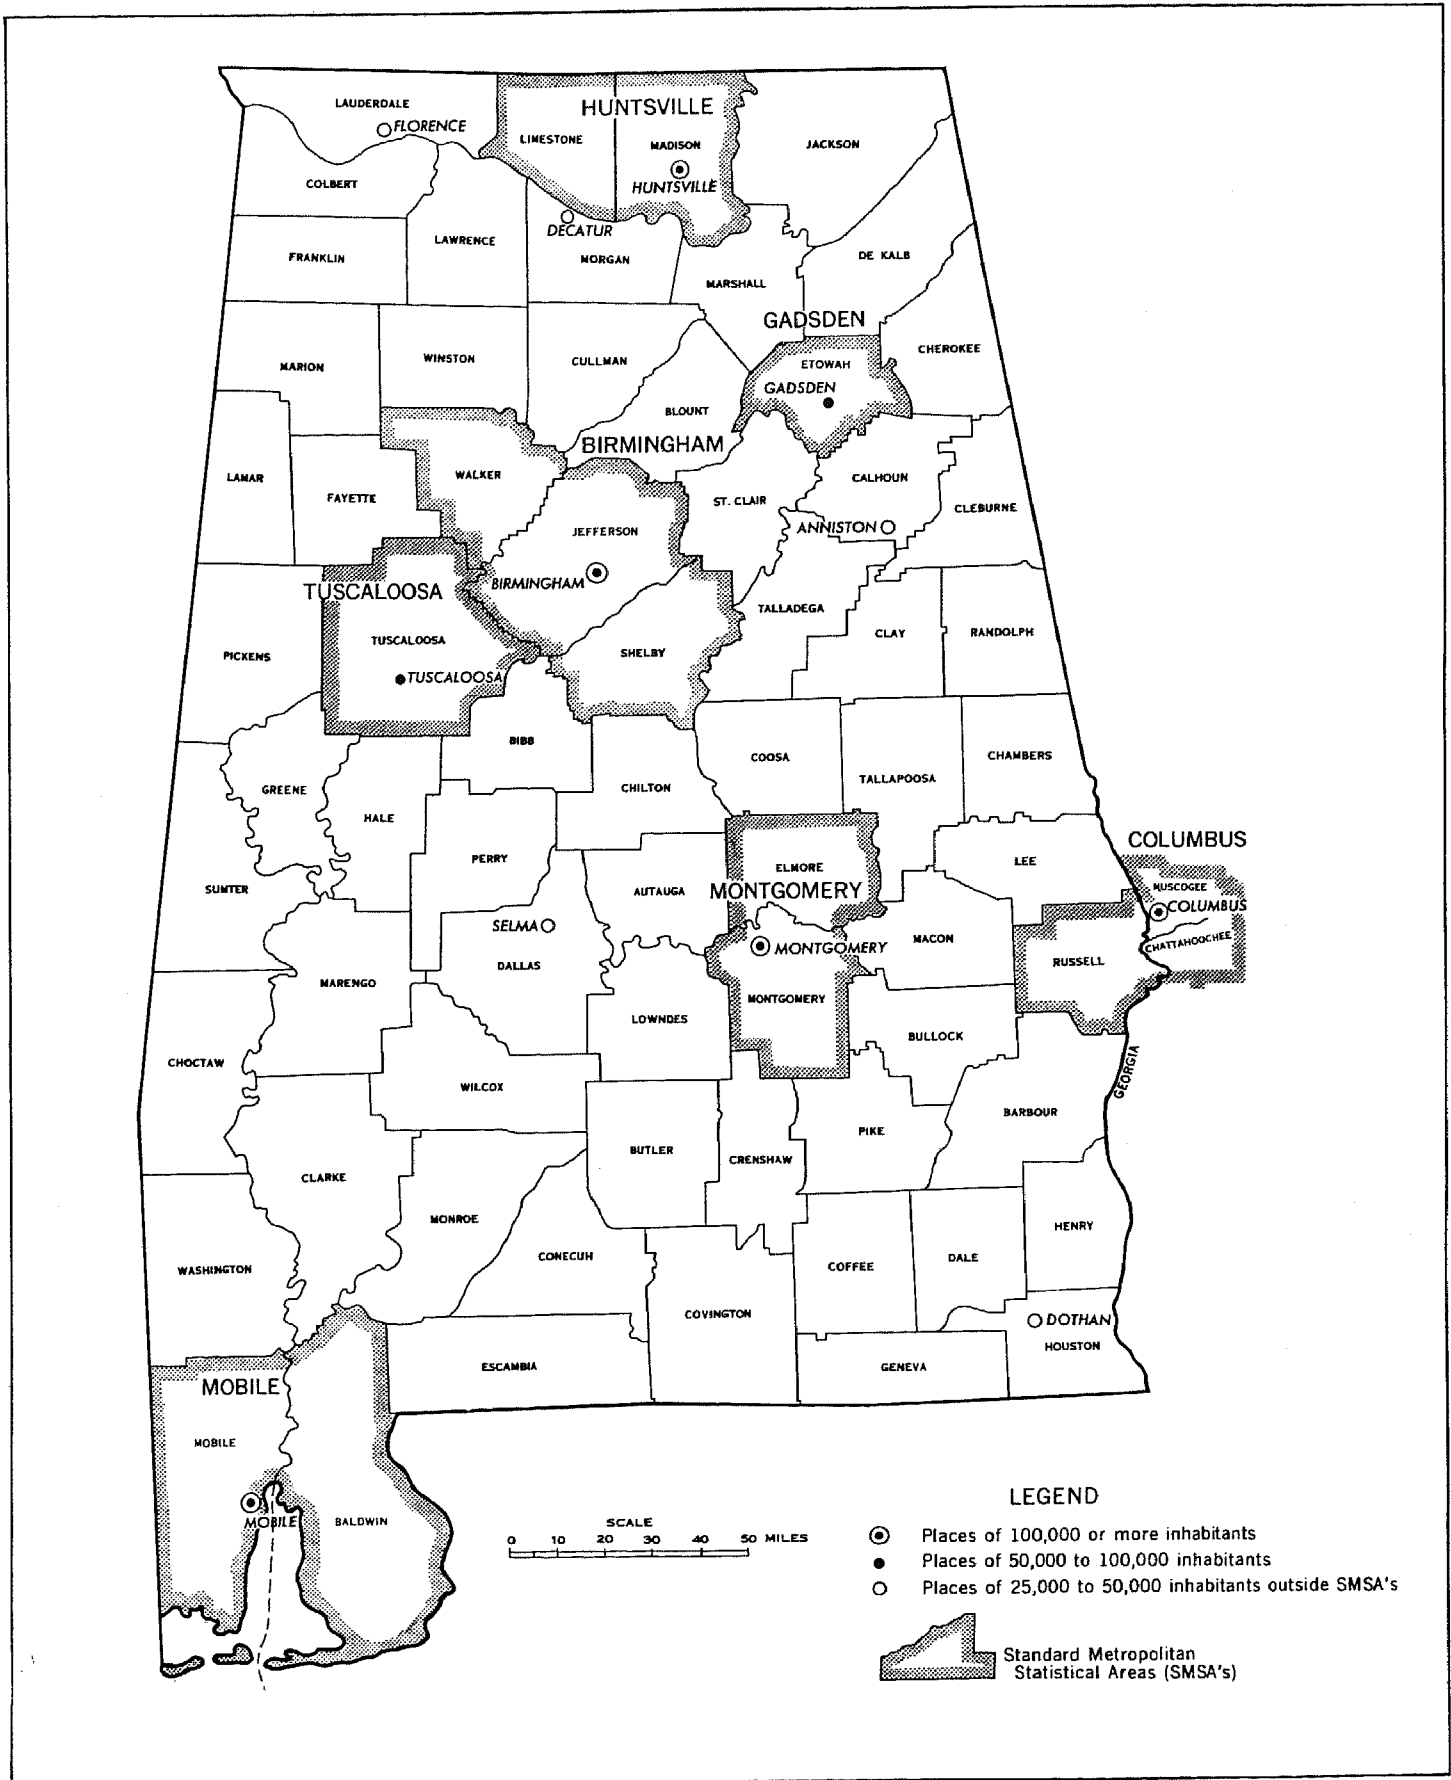 LAUDERDALE
FLORENCE
HUNTSVILLE
LIMESTONE
MADISON
HUNTSVILLE
JACKSON
COLBERT
DECATUR
LAWRENCE
FRANKLIN
MORGAN
DE KALB
MARSHALL
GADSDEN
MARION
WINSTON
CULLMAN
ETOWAH
GADSDEN
CHEROKEE
BLOUNT
BIRMINGHAM
LAMAR
FAYETTE
WALKER
ST. CLAIR
CALHOUN
CLEBURNE
JEFFERSON
ANNISTON
BIRMINGHAM
TUSCALOOSA
TALLADEGA
CLAY
RANDOLPH
TUSCALOOSA
PICKENS
SHELBY
TUSCALOOSA
BIBB
COOSA
CHAMBERS
TALLAPOOSA
GREENE
CHILTON
HALE
COLUMBUS
PERRY
LEE
ELMORE
SUMTER
AUTAUGA
MONTGOMERY
MUSCOGEE
COLUMBUS
SELMA
MACON
MONTGOMERY
CHATTAHOOCHEE
DALLAS
RUSSELL
MARENGO
MONTGOMERY
LOWNDES
BULLOCK
CHOCTAW
GEORGIA
WILCOX
BARBOUR
PIKE
BUTLER
CRENSHAW
CLARKE
MONROE
HENRY
CONECUH
DALE
COFFEE
WASHINGTON
COVINGTON
DOTHAN
HOUSTON
ESCAMBIA
GENEVA
MOBILE
MOBILE
MOBILE
BALDWIN
SCALE
0 10 20 30 40 50 MILES
LEGEND
Places of 100,000 or more inhabitants
Places of 50,000 to 100,000 inhabitants
Places of 25,000 to 50,000 inhabitants outside SMSA's
Standard Metropolitan
Statistical Areas (SMSA's)